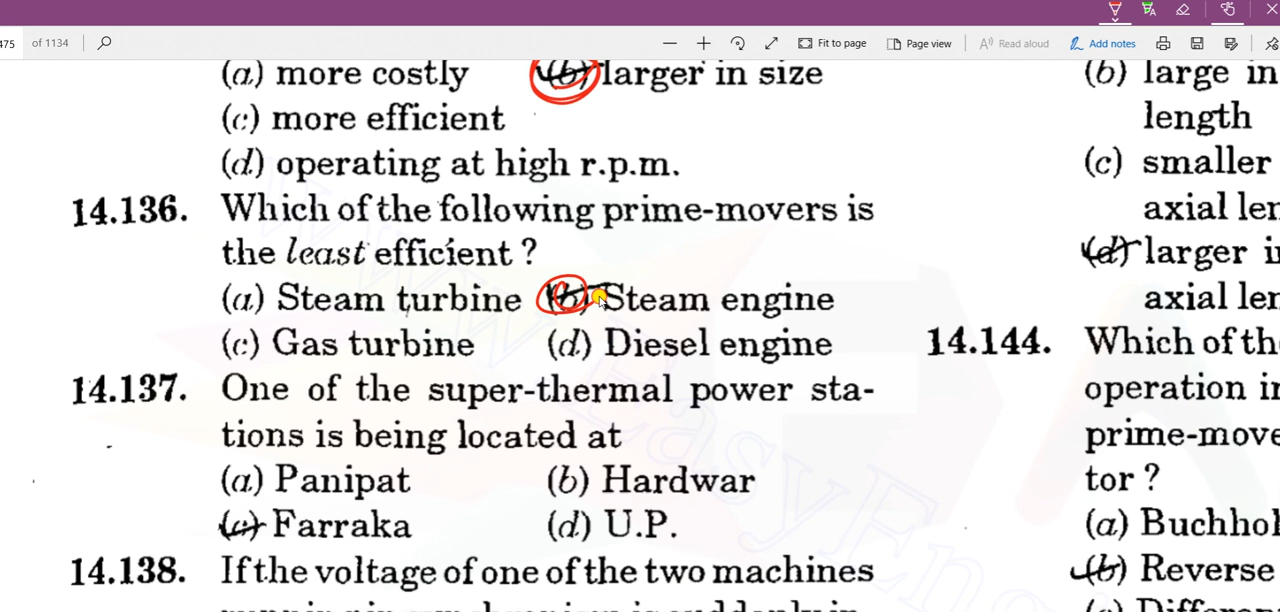 475 of 1134
Fit to page
Page view
Read aloud
Add notes
(a) more costly (b) larger in size
(c) more efficient
(d) operating at high r.p.m.
14.136. Which of the following prime-movers is
the least efficient ?
(a) Steam turbine (b) Steam engine
(c) Gas turbine (d) Diesel engine
14.137. One of the super-thermal power sta-
tions is being located at
(a) Panipat (b) Hardwar
(c) Farraka (d) U.P.
14.138. If the voltage of one of the two machines
(b) large in
length
(c) smaller
axial len
(d) larger i
axial len
14.144. Which of th
operation i
prime-move
tor ?
(a) Buchhol
(b) Reverse